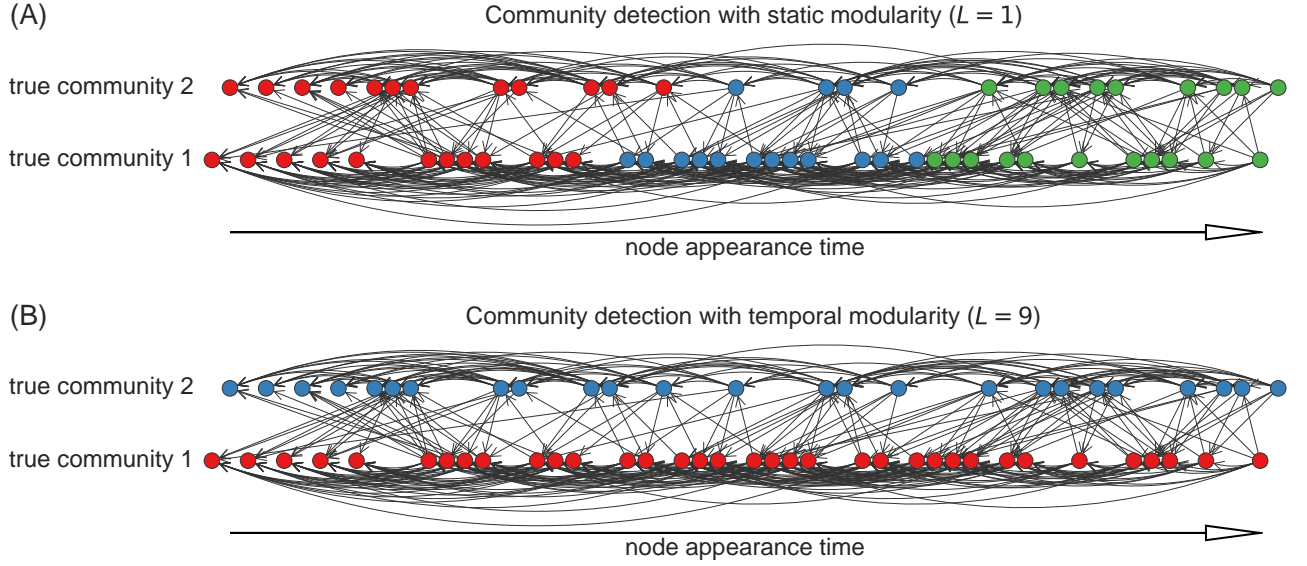 (A)
Community detection with static modularity (L = 1)
true community 2
true community 1
node appearance time
(B)
Community detection with temporal modularity (L = 9)
true community 2
true community 1
node appearance time